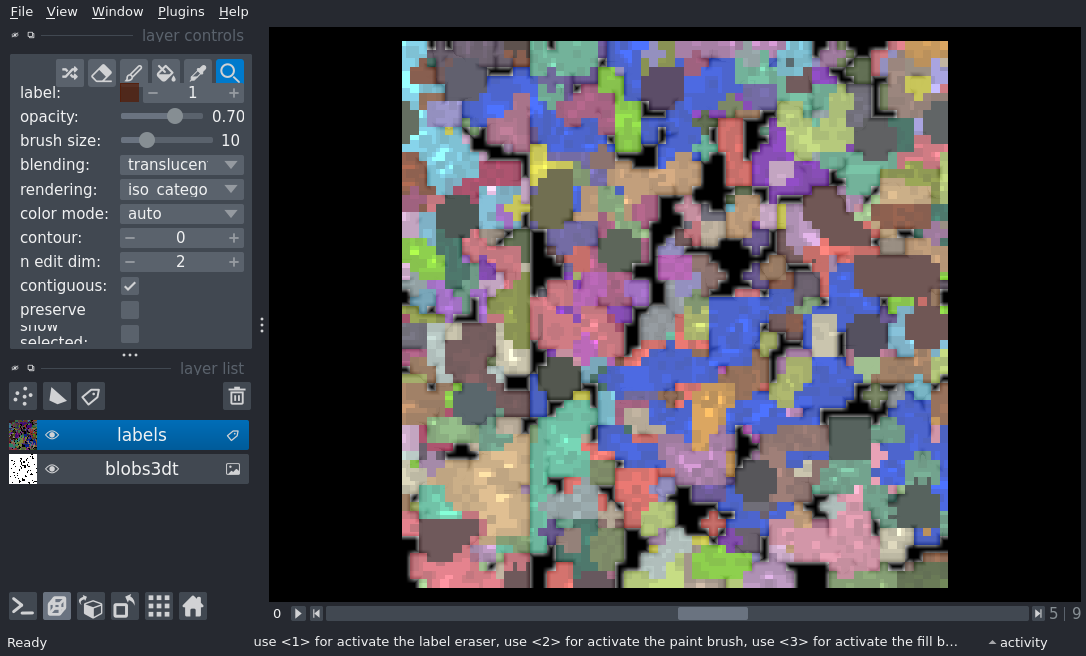 File View Window Plugins Help
layer controls
label: 1
opacity: 0.70
brush size: 10
blending: translucen
rendering: iso_catego
color mode: auto
contour: 0
n edit dim: 2
contiguous:
preserve
show
selected:
layer list
labels
blobs3dt
0 5 | 9
Ready use <1> for activate the label eraser, use <2> for activate the paint brush, use <3> for activate the fill b... activity